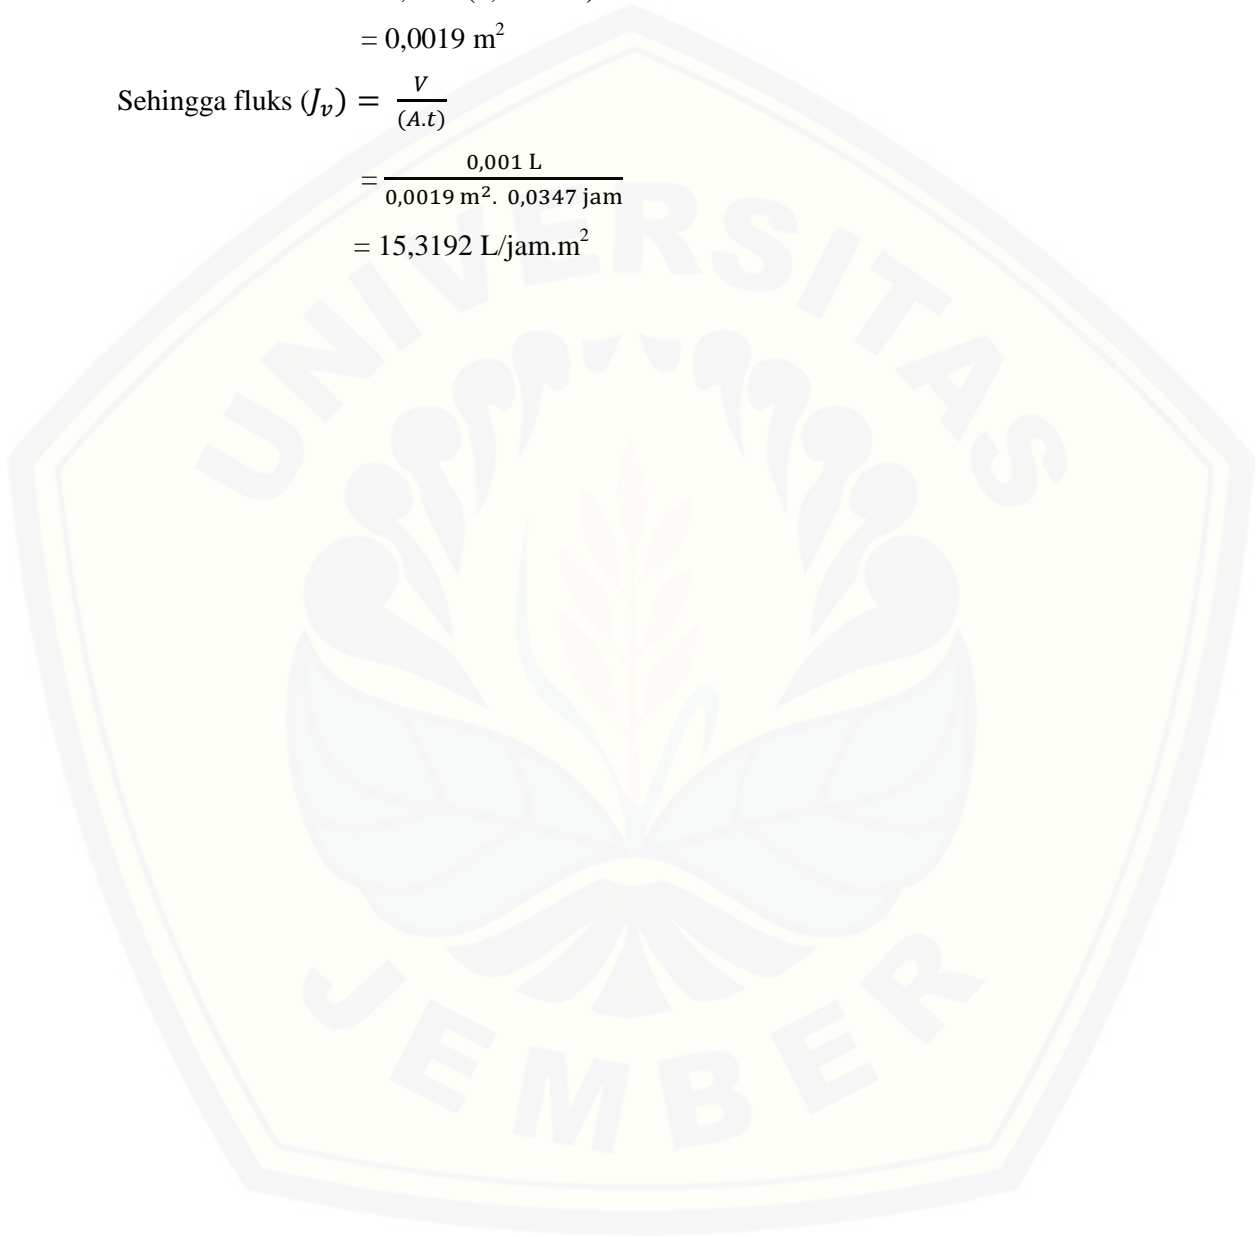 = 0,0019 m²
Sehingga fluks (Jᵥ) = V/(A.t)
= 0,001 L/0,0019 m². 0,0347 jam
= 15,3192 L/jam.m²
UNIVERSITAS
JEMBER